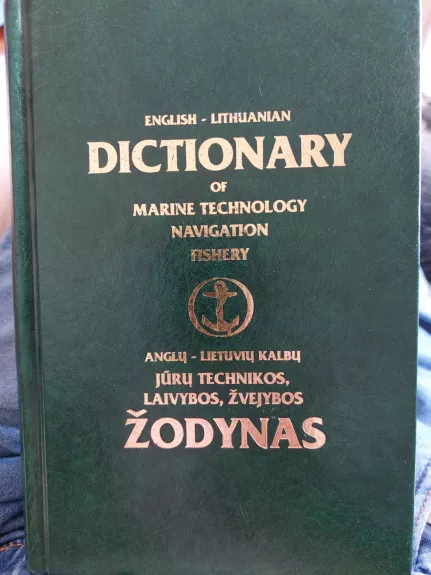 ENGLISH - LITHUANIAN
DICTIONARY
OF
MARINE TECHNOLOGY
NAVIGATION
FISHERY
ANGLŲ - LIETUVIŲ KALBŲ
JŪRŲ TECHNIKOS,
LAIVYBOS, ŽVEJYBOS
ŽODYNAS